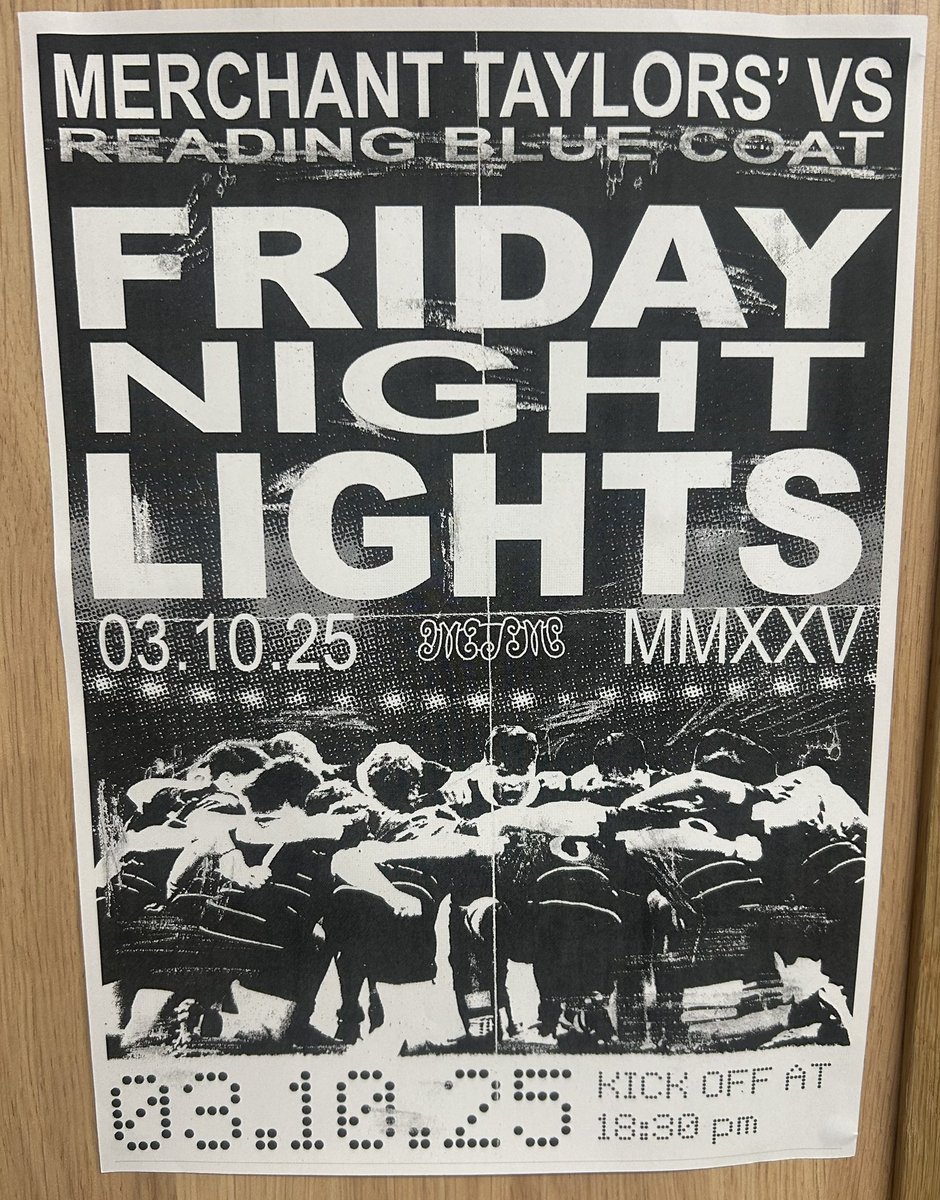 MERCHANT TAYLORS' VS
READING BLUE COAT
FRIDAY
NIGHT
LIGHTS
03.10.25 MMXXV
03.10.25
KICK OFF AT
18:30 pm